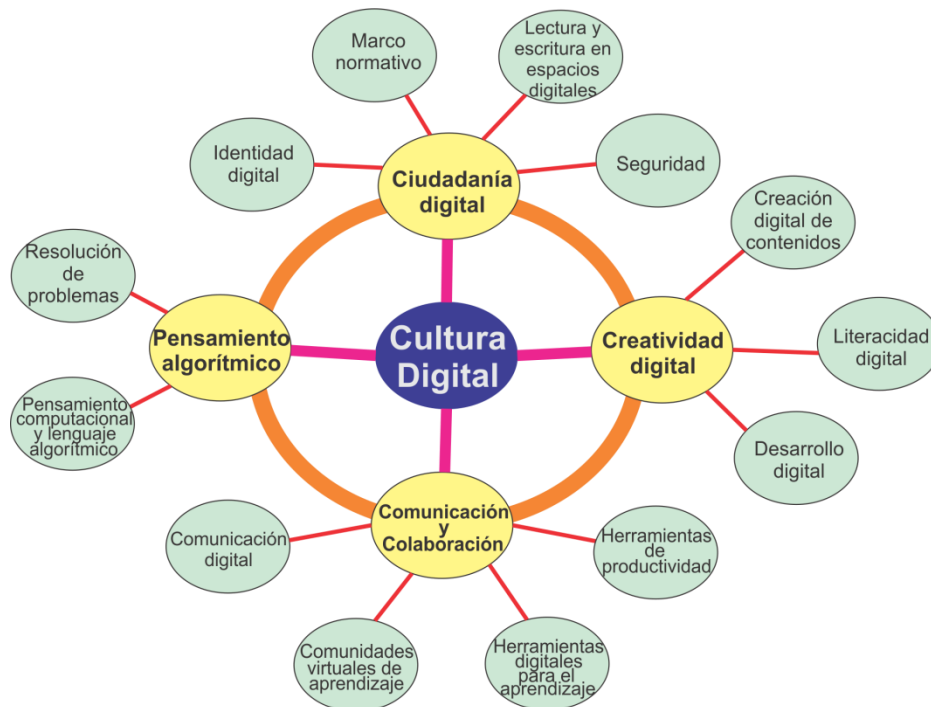 Marco
normativo
Lectura y
escritura en
espacios
digitales
Identidad
digital
Ciudadanía
digital
Seguridad
Creación
digital de
contenidos
Resolución
de
problemas
Pensamiento
algorítmico
Cultura
Digital
Creatividad
digital
Literacidad
digital
Pensamiento
computacional
y lenguaje
algorítmico
Desarrollo
digital
Comunicación
y
Colaboración
Comunicación
digital
Herramientas
de
productividad
Comunidades
virtuales de
aprendizaje
Herramientas
digitales
para el
aprendizaje